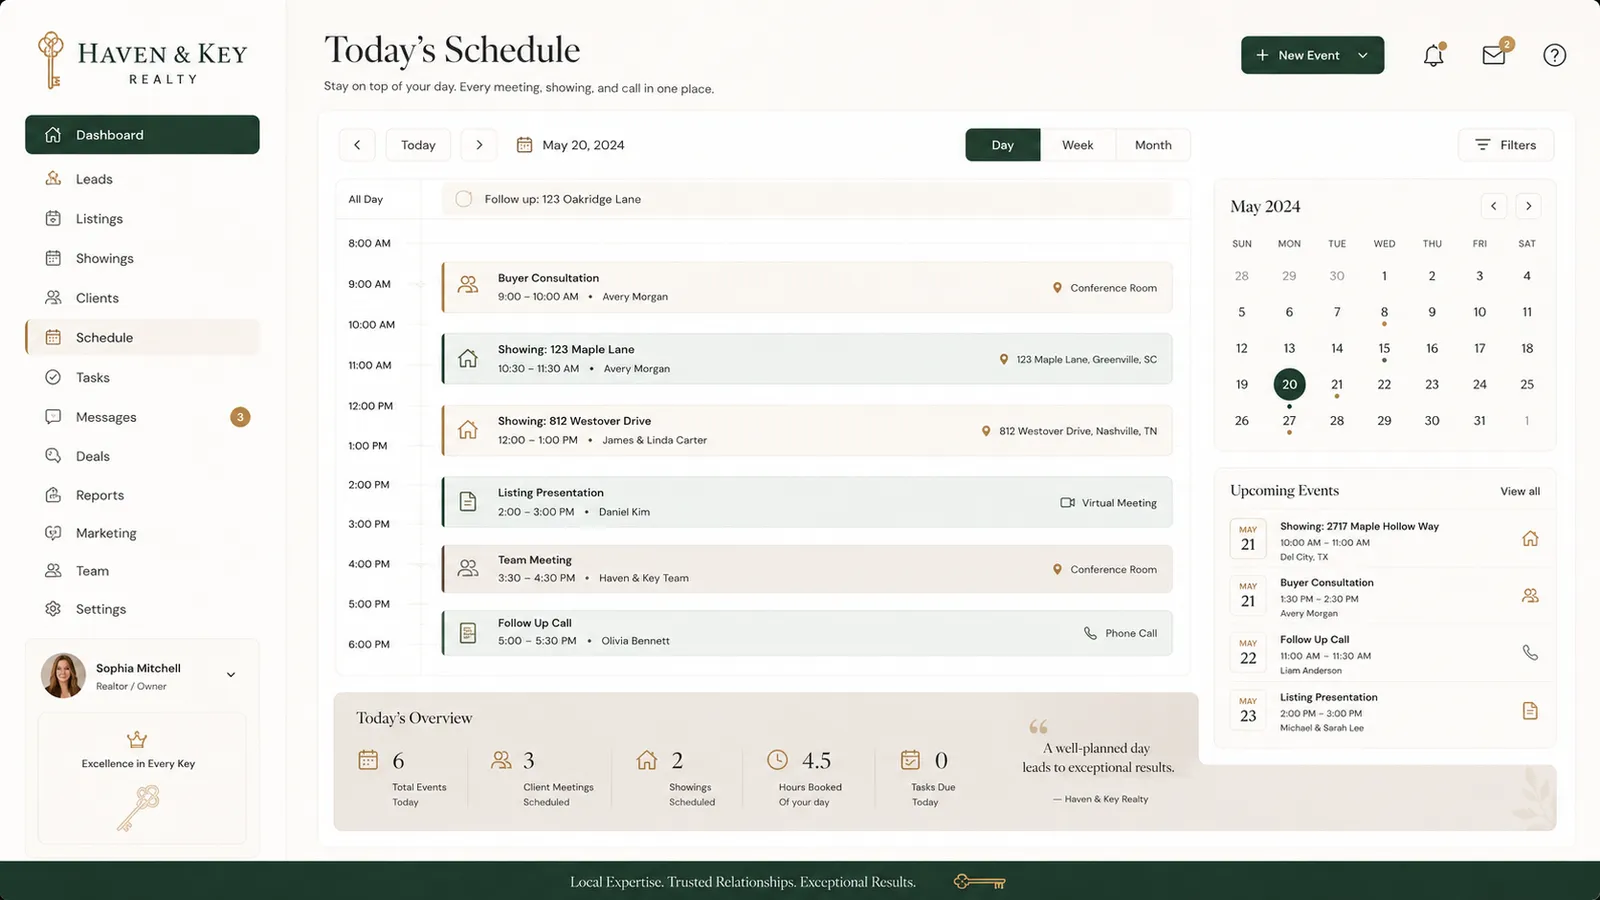 HAVEN & KEY
REALTY
Dashboard
Leads
Listings
Showings
Clients
Schedule
Tasks
Messages
3
Deals
Reports
Marketing
Team
Settings
Sophia Mitchell
Realtor / Owner
Excellence in Every Key
Today's Schedule
Stay on top of your day. Every meeting, showing, and call in one place.
+ New Event
2
?
Today
May 20, 2024
Day
Week
Month
Filters
All Day
Follow up: 123 Oakridge Lane
8:00 AM
9:00 AM
10:00 AM
11:00 AM
12:00 PM
1:00 PM
2:00 PM
3:00 PM
4:00 PM
5:00 PM
6:00 PM
Buyer Consultation
9:00 – 10:00 AM • Avery Morgan
Conference Room
Showing: 123 Maple Lane
10:30 – 11:30 AM • Avery Morgan
123 Maple Lane, Greenville, SC
Showing: 812 Westover Drive
12:00 – 1:00 PM • James & Linda Carter
812 Westover Drive, Nashville, TN
Listing Presentation
2:00 – 3:00 PM • Daniel Kim
Virtual Meeting
Team Meeting
3:30 – 4:30 PM • Haven & Key Team
Conference Room
Follow Up Call
5:00 – 5:30 PM • Olivia Bennett
Phone Call
May 2024
SUN MON TUE WED THU FRI SAT
28 29 30 1 2 3 4
5 6 7 8 9 10 11
12 13 14 15 16 17 18
19 20 21 22 23 24 25
26 27 28 29 30 31 1
Upcoming Events
View all
MAY
21
Showing: 2717 Maple Hollow Way
10:00 AM – 11:00 AM
Del City, TX
MAY
21
Buyer Consultation
1:30 PM – 2:30 PM
Avery Morgan
MAY
22
Follow Up Call
11:00 AM – 11:30 AM
Liam Anderson
MAY
23
Listing Presentation
2:00 PM – 3:00 PM
Michael & Sarah Lee
Today's Overview
6
Total Events
Today
3
Client Meetings
Scheduled
2
Showings
Scheduled
4.5
Hours Booked
Of your day
0
Tasks Due
Today
“
A well-planned day
leads to exceptional results.
— Haven & Key Realty
Local Expertise. Trusted Relationships. Exceptional Results.